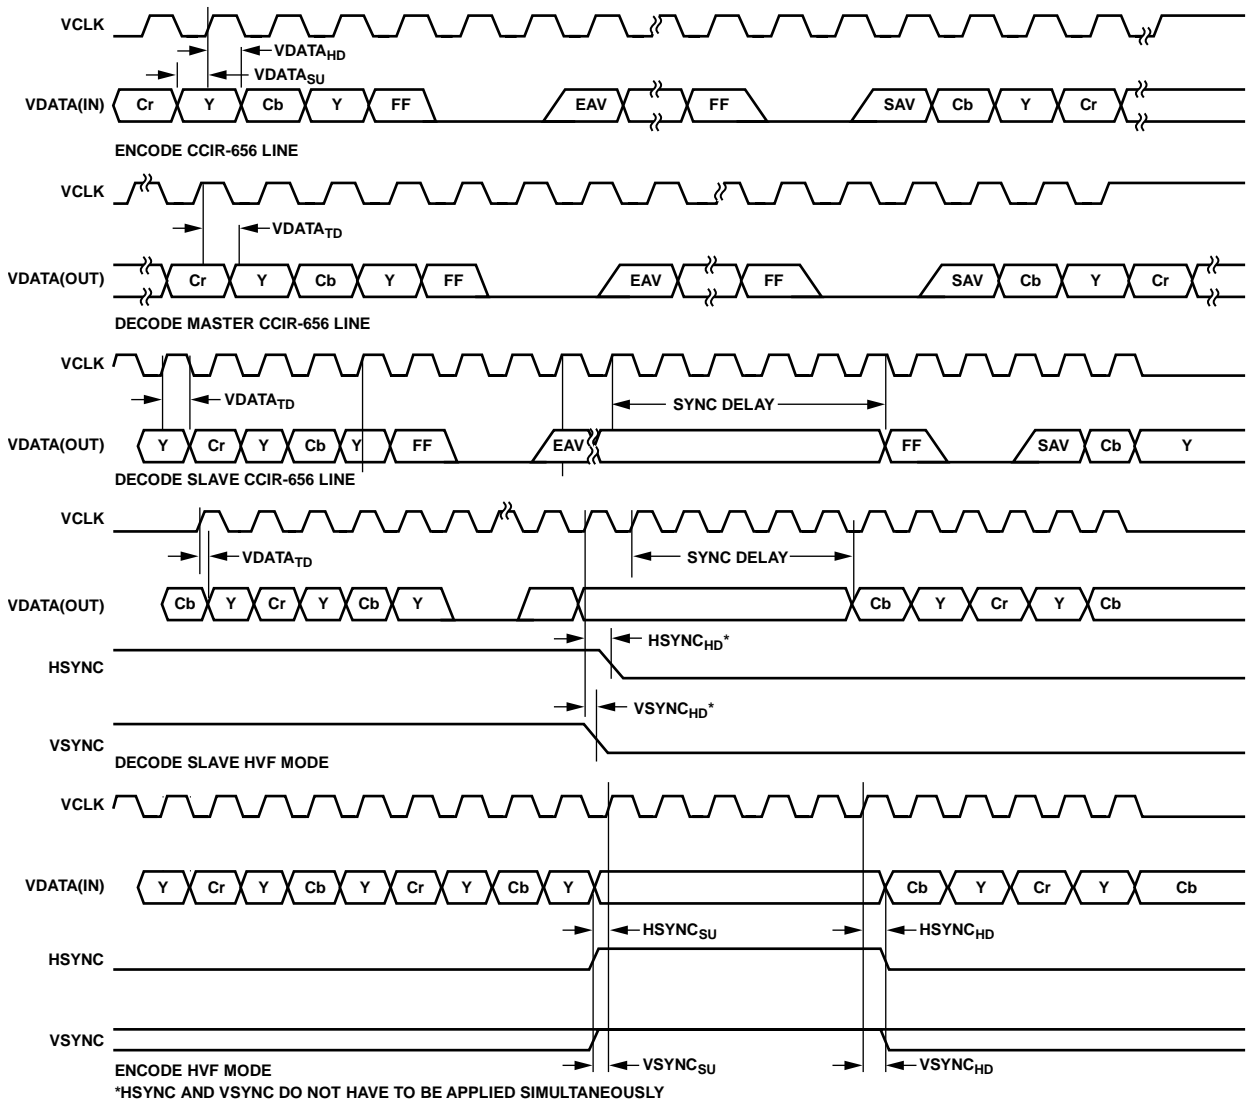 VCLK
VDATA_HD
VDATA_SU
VDATA(IN) Cr Y Cb Y FF EAV FF SAV Cb Y Cr
ENCODE CCIR-656 LINE
VCLK
VDATA_TD
VDATA(OUT) Cr Y Cb Y FF EAV FF SAV Cb Y Cr
DECODE MASTER CCIR-656 LINE
VCLK
VDATA_TD SYNC DELAY
VDATA(OUT) Y Cr Y Cb Y FF EAV FF SAV Cb Y
DECODE SLAVE CCIR-656 LINE
VCLK
VDATA_TD SYNC DELAY
VDATA(OUT) Cb Y Cr Y Cb Y Cb Y Cr Y Cb
HSYNC_HD*
HSYNC
VSYNC_HD*
VSYNC
DECODE SLAVE HVF MODE
VCLK
VDATA(IN) Y Cr Y Cb Y Cr Y Cb Y Cb Y Cr Y Cb
HSYNC_SU HSYNC_HD
HSYNC
VSYNC
VSYNC_SU VSYNC_HD
ENCODE HVF MODE
*HSYNC AND VSYNC DO NOT HAVE TO BE APPLIED SIMULTANEOUSLY